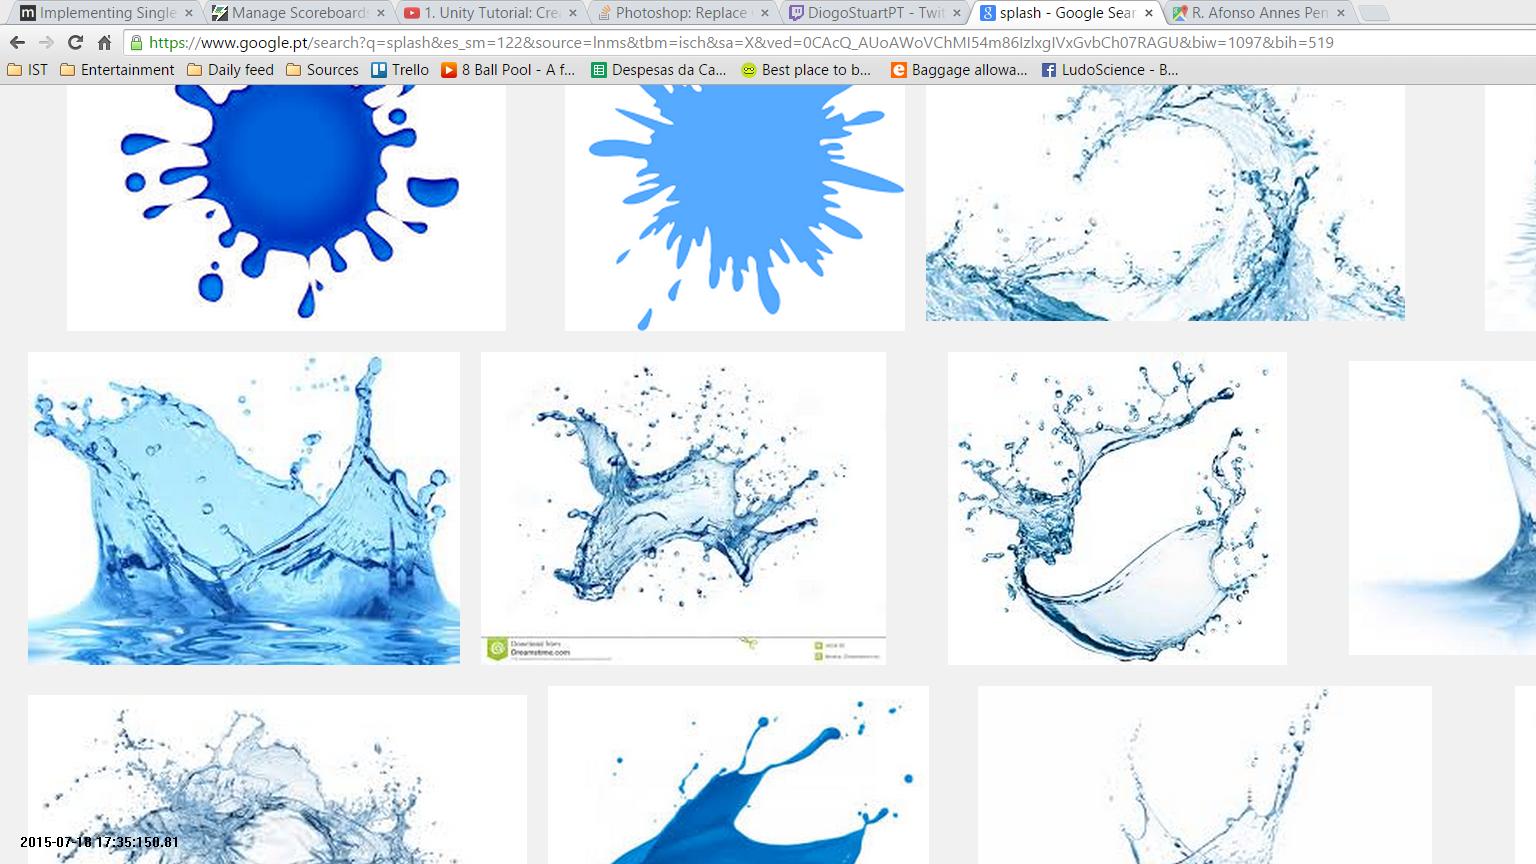 Implementing Single
Manage Scoreboards
1. Unity Tutorial: Cre
Photoshop: Replace
DiogoStuartPT - Twit
splash - Google Sear
R. Afonso Annes Pen
https://www.google.pt/search?q=splash&es_sm=122&source=lnms&tbm=isch&sa=X&ved=0CAcQ_AUoAWoVChMI54m86IzlxgIVxGvbCh07RAGU&biw=1097&bih=519
IST
Entertainment
Daily feed
Sources
Trello
8 Ball Pool - A f...
Despesas da Ca...
Best place to b...
Baggage allowa...
LudoScience - B...
Download from
Dreamstime.com
2015-07-18 17:35:150.81